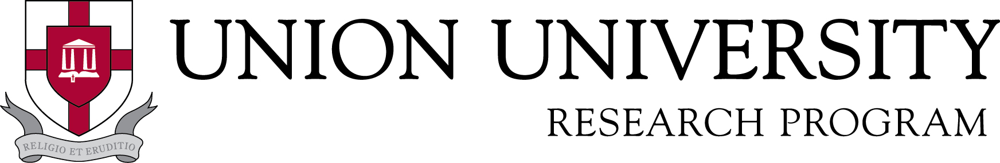 UNION UNIVERSITY
RESEARCH PROGRAM
RELIGIO ET ERUDITIO